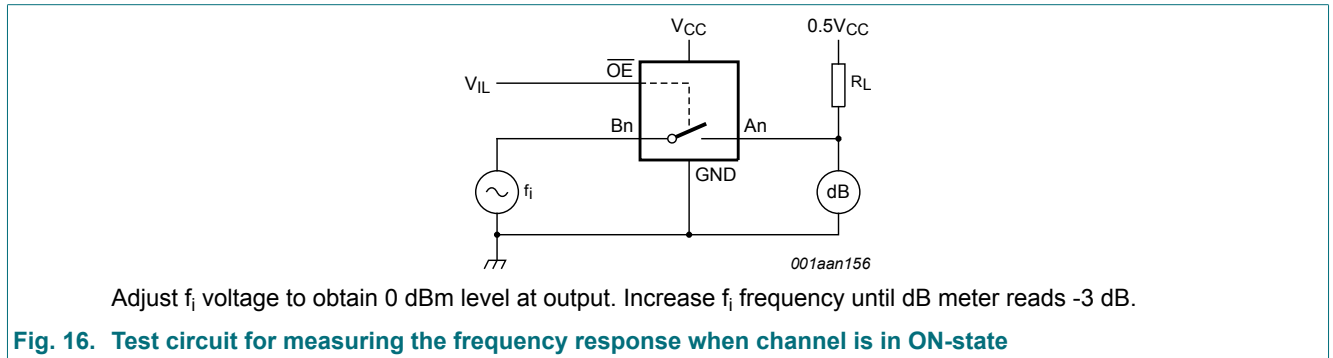 VCC
0.5VCC
OE
VIL
RL
Bn
An
GND
fi
dB
001aan156
Adjust fi voltage to obtain 0 dBm level at output. Increase fi frequency until dB meter reads -3 dB.
Fig. 16. Test circuit for measuring the frequency response when channel is in ON-state